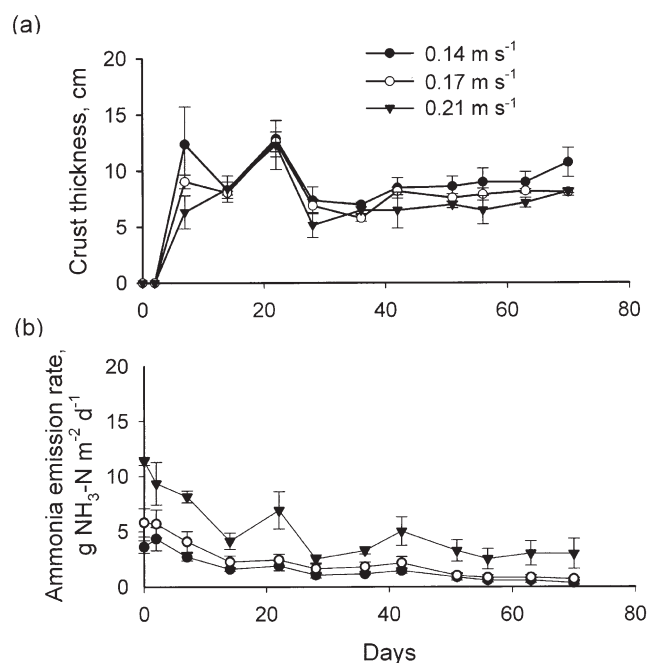 (a)
Crust thickness, cm
20
15
10
5
0
0.14 m s⁻¹
0.17 m s⁻¹
0.21 m s⁻¹
0 20 40 60 80
(b)
Ammonia emission rate,
g NH₃-N m⁻² d⁻¹
20
15
10
5
0
0 20 40 60 80
Days